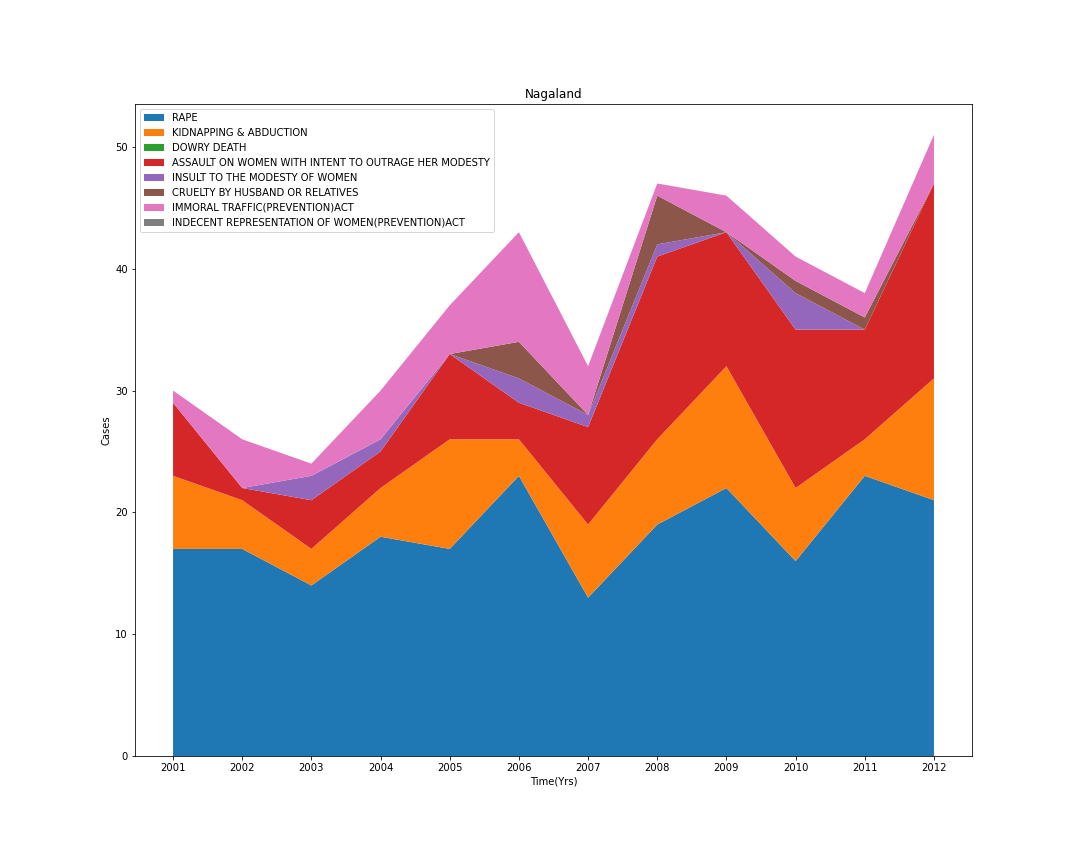 Nagaland
RAPE
KIDNAPPING & ABDUCTION
DOWRY DEATH
ASSAULT ON WOMEN WITH INTENT TO OUTRAGE HER MODESTY
INSULT TO THE MODESTY OF WOMEN
CRUELTY BY HUSBAND OR RELATIVES
IMMORAL TRAFFIC(PREVENTION)ACT
INDECENT REPRESENTATION OF WOMEN(PREVENTION)ACT
50
40
30
20
10
0
Cases
2001 2002 2003 2004 2005 2006 2007 2008 2009 2010 2011 2012
Time(Yrs)